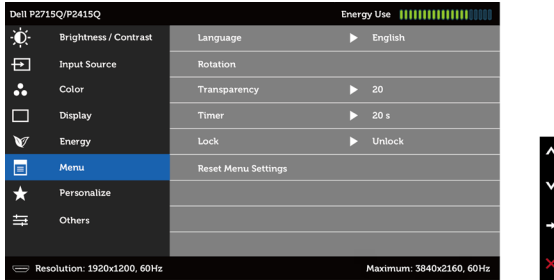 Dell P2715Q/P2415Q Energy Use
Brightness / Contrast Language English
Input Source Rotation
Color Transparency 20
Display Timer 20 s
Energy Lock Unlock
Menu Reset Menu Settings
Personalize
Others
Resolution: 1920x1200, 60Hz Maximum: 3840x2160, 60Hz